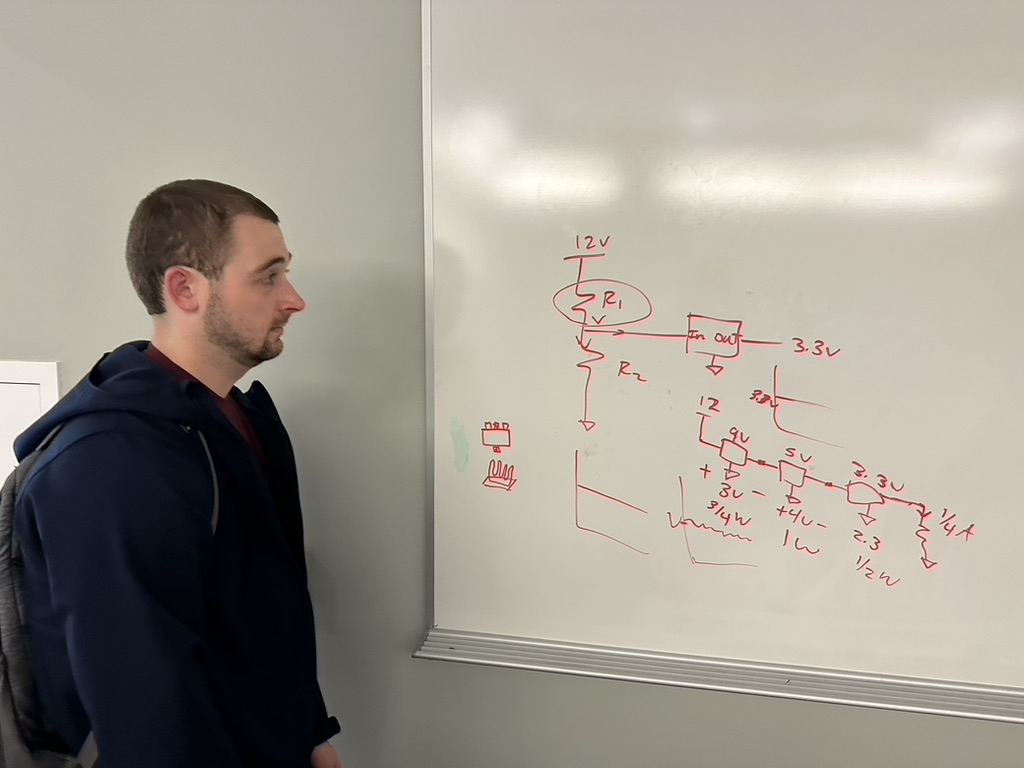 12V
R1
In Out
3.3V
R2
3.3V
12
9V
5V
3.3V
+ 3V -
3/4W
+4V-
1W
2.3
1/2W
1/4A
V